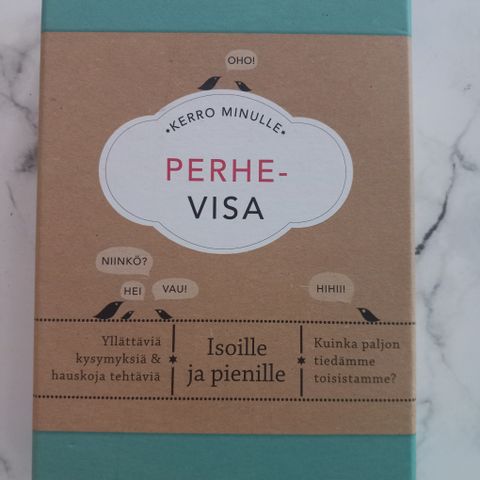 OHO!
•KERRO MINULLE•
PERHE-
VISA
NIINKÖ?
HEI
VAU!
HIHII!
Yllättäviä
kysymyksiä &
hauskoja tehtäviä
Isoille
ja pienille
Kuinka paljon
tiedämme
toisistamme?